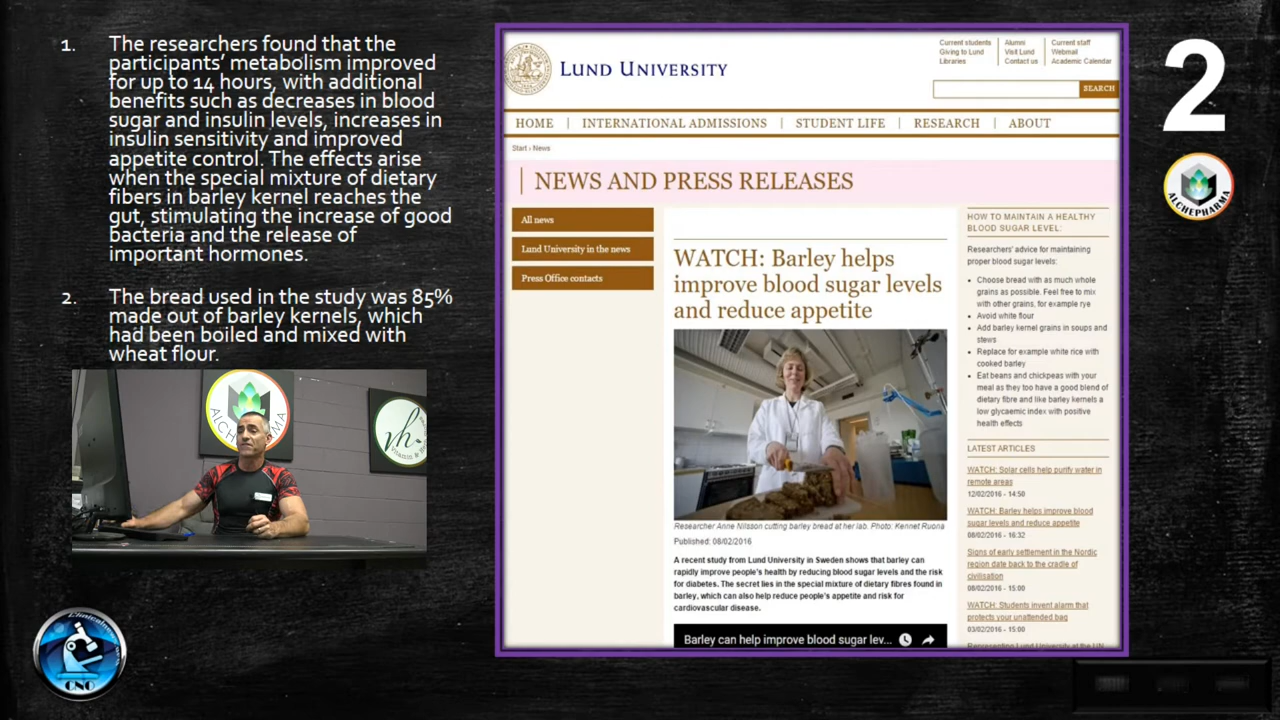 1. The researchers found that the
participants' metabolism improved
for up to 14 hours, with additional
benefits such as decreases in blood
sugar and insulin levels, increases in
insulin sensitivity and improved
appetite control. The effects arise
when the special mixture of dietary
fibers in barley kernel reaches the
gut, stimulating the increase of good
bacteria and the release of
important hormones.
2. The bread used in the study was 85%
made out of barley kernels, which
had been boiled and mixed with
wheat flour.
ALCHEPHARMA
vh
CNO
LUND UNIVERSITY
Current students
Giving to Lund
Libraries
Alumni
Visit Lund
Contact us
Current staff
Webmail
Academic Calendar
SEARCH
HOME | INTERNATIONAL ADMISSIONS | STUDENT LIFE | RESEARCH | ABOUT
Start › News
NEWS AND PRESS RELEASES
All news
Lund University in the news
Press Office contacts
WATCH: Barley helps
improve blood sugar levels
and reduce appetite
Researcher Anne Nilsson cutting barley bread at her lab. Photo: Kennet Ruona
Published: 08/02/2016
A recent study from Lund University in Sweden shows that barley can
rapidly improve people's health by reducing blood sugar levels and the risk
for diabetes. The secret lies in the special mixture of dietary fibres found in
barley, which can also help reduce people's appetite and risk for
cardiovascular disease.
Barley can help improve blood sugar lev...
HOW TO MAINTAIN A HEALTHY
BLOOD SUGAR LEVEL:
Researchers' advice for maintaining
proper blood sugar levels:
• Choose bread with as much whole
grains as possible. Feel free to mix
with other grains, for example rye
• Avoid white flour
• Add barley kernel grains in soups and
stews
• Replace for example white rice with
cooked barley
• Eat beans and chickpeas with your
meal as they too have a good blend of
dietary fibre and like barley kernels a
low glycaemic index with positive
health effects
LATEST ARTICLES
WATCH: Solar cells help purify water in
remote areas
12/02/2016 - 14:50
WATCH: Barley helps improve blood
sugar levels and reduce appetite
08/02/2016 - 16:32
Signs of early settlement in the Nordic
region date back to the cradle of
civilisation
08/02/2016 - 15:00
WATCH: Students invent alarm that
protects your unattended bag
03/02/2016 - 15:00
Representing Lund University at the UN
2
ALCHEPHARMA